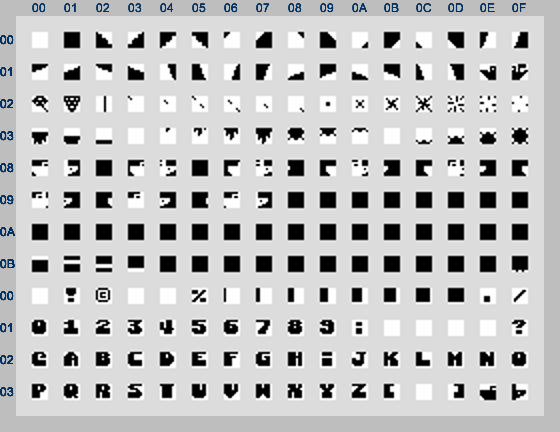 00 01 02 03 04 05 06 07 08 09 0A 0B 0C 0D 0E 0F
00
01
02
03
08
09
0A
0B
00 ! © %  . /
01 0 1 2 3 4 5 6 7 8 9 : ?
02 G A B C D E F G H I J K L M N O
03 P Q R S T U V W X Y Z [ ]